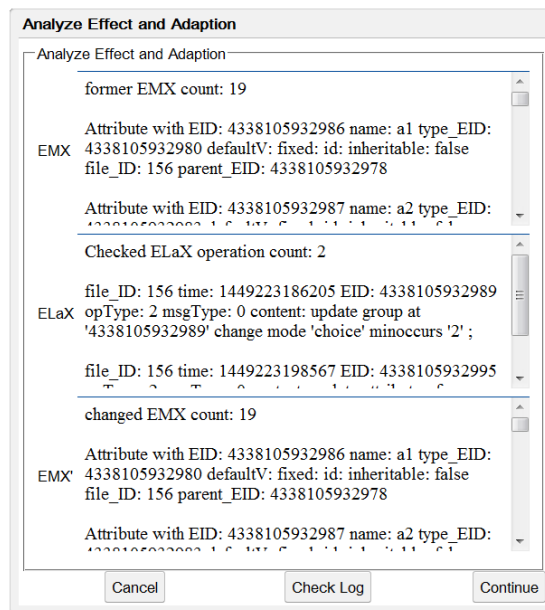 Analyze Effect and Adaption
Analyze Effect and Adaption
EMX
former EMX count: 19
Attribute with EID: 4338105932986 name: a1 type_EID:
4338105932980 defaultV: fixed: id: inheritable: false
file_ID: 156 parent_EID: 4338105932978
Attribute with EID: 4338105932987 name: a2 type_EID:
ELaX
Checked ELaX operation count: 2
file_ID: 156 time: 1449223186205 EID: 4338105932989
opType: 2 msgType: 0 content: update group at
'4338105932989' change mode 'choice' minoccurs '2' ;
file_ID: 156 time: 1449223198567 EID: 4338105932995
EMX'
changed EMX count: 19
Attribute with EID: 4338105932986 name: a1 type_EID:
4338105932980 defaultV: fixed: id: inheritable: false
file_ID: 156 parent_EID: 4338105932978
Attribute with EID: 4338105932987 name: a2 type_EID:
Cancel
Check Log
Continue